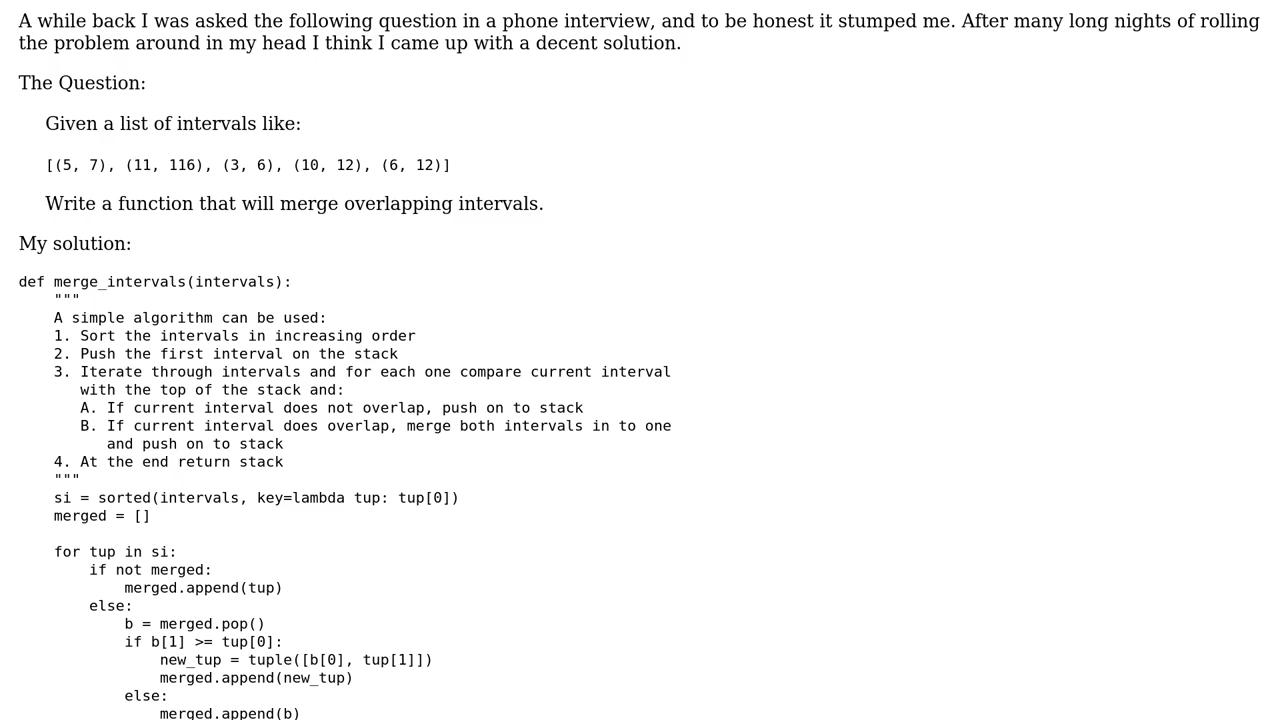 A while back I was asked the following question in a phone interview, and to be honest it stumped me. After many long nights of rolling
the problem around in my head I think I came up with a decent solution.
The Question:
Given a list of intervals like:
[(5, 7), (11, 116), (3, 6), (10, 12), (6, 12)]
Write a function that will merge overlapping intervals.
My solution:
def merge_intervals(intervals):
    """
    A simple algorithm can be used:
    1. Sort the intervals in increasing order
    2. Push the first interval on the stack
    3. Iterate through intervals and for each one compare current interval
       with the top of the stack and:
       A. If current interval does not overlap, push on to stack
       B. If current interval does overlap, merge both intervals in to one
          and push on to stack
    4. At the end return stack
    """
    si = sorted(intervals, key=lambda tup: tup[0])
    merged = []
    for tup in si:
        if not merged:
            merged.append(tup)
        else:
            b = merged.pop()
            if b[1] >= tup[0]:
                new_tup = tuple([b[0], tup[1]])
                merged.append(new_tup)
            else:
                merged.append(b)